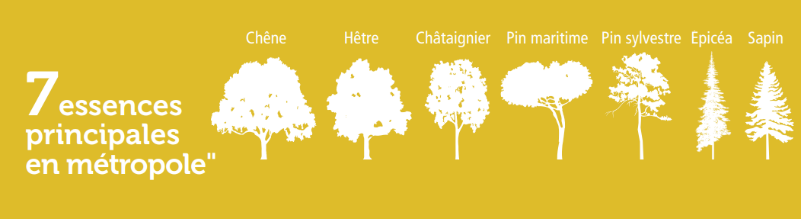 Chêne Hêtre Châtaignier Pin maritime Pin sylvestre Epicéa Sapin
7 essences
principales
en métropole"